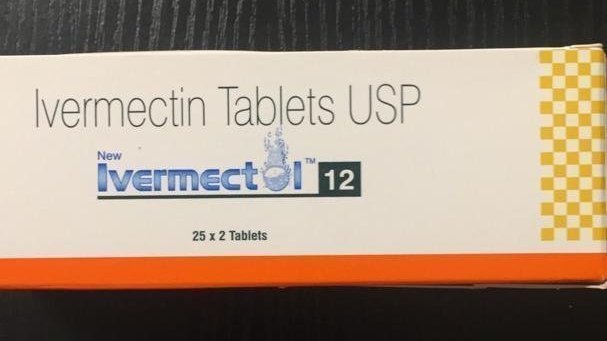 Ivermectin Tablets USP
New
Ivermectol™ 12
25 x 2 Tablets